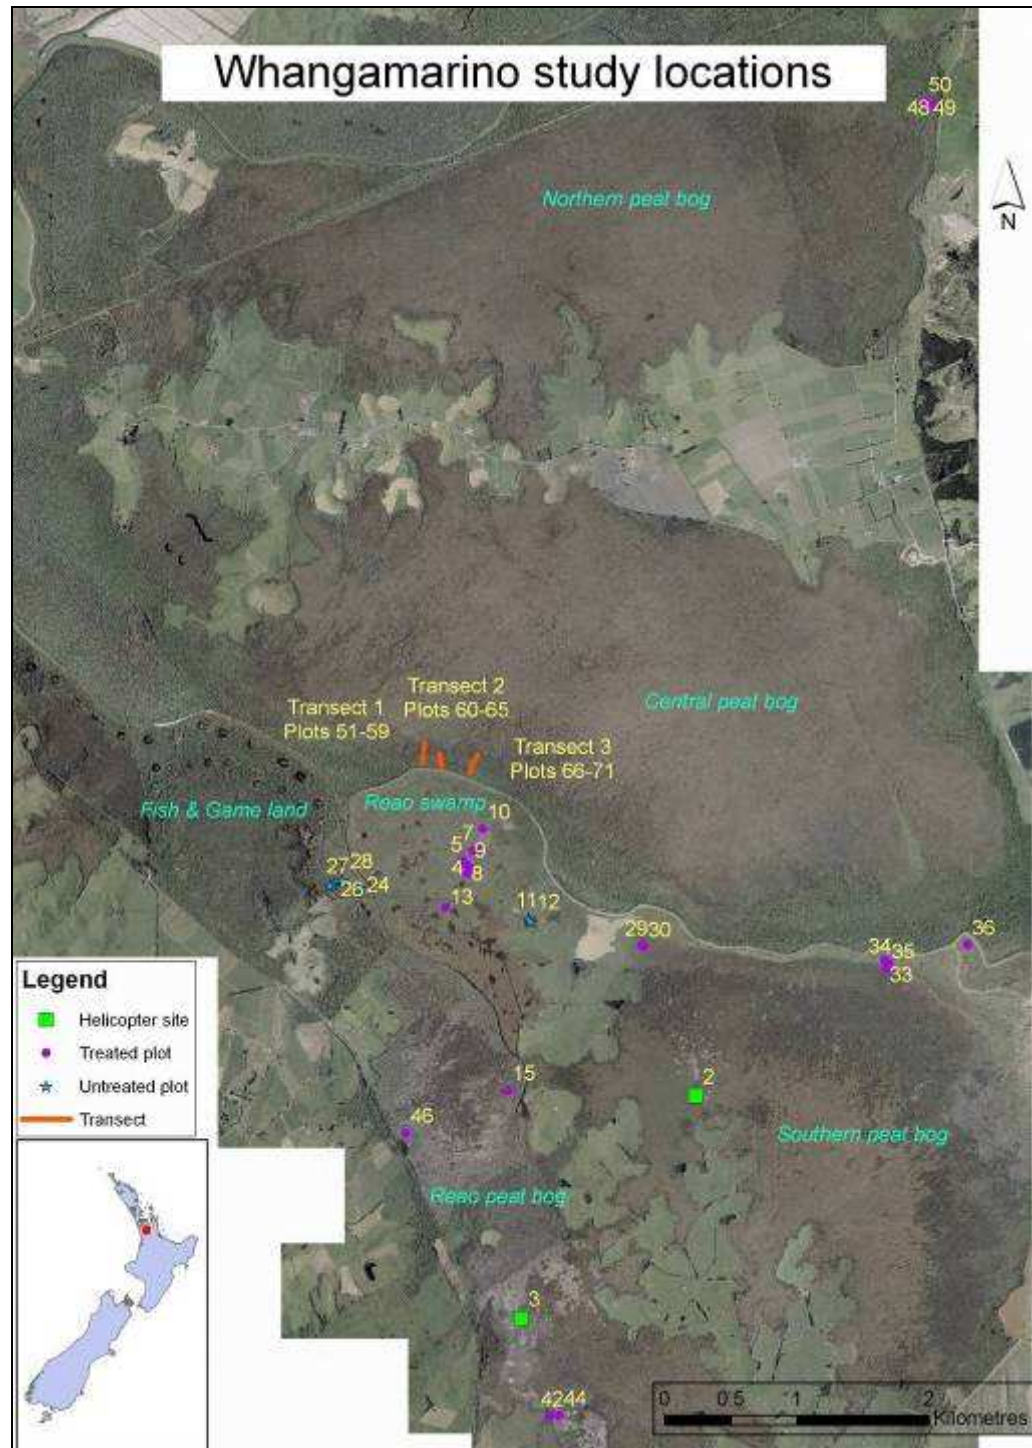 Whangamarino study locations
50
48 49
Northern peat bog
N
Central peat bog
Transect 2
Plots 60-65
Transect 1
Plots 51-59
Transect 3
Plots 66-71
Fish & Game land
Reao swamp
10
7
5 9
4 8
27 28
26 24
13
11 12
29 30
34 35
33
36
15
2
46
Southern peat bog
Reao peat bog
3
42 44
Legend
Helicopter site
Treated plot
Untreated plot
Transect
0 0.5 1 2
Kilometres